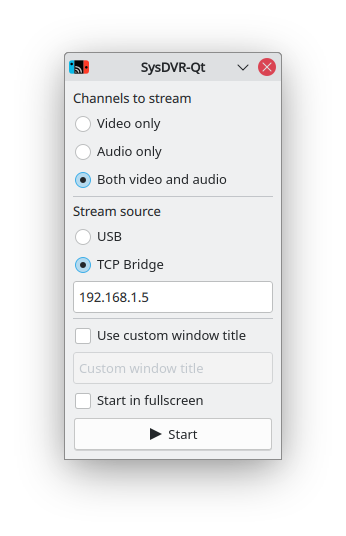 SysDVR-Qt
Channels to stream
Video only
Audio only
Both video and audio
Stream source
USB
TCP Bridge
192.168.1.5
Use custom window title
Custom window title
Start in fullscreen
Start